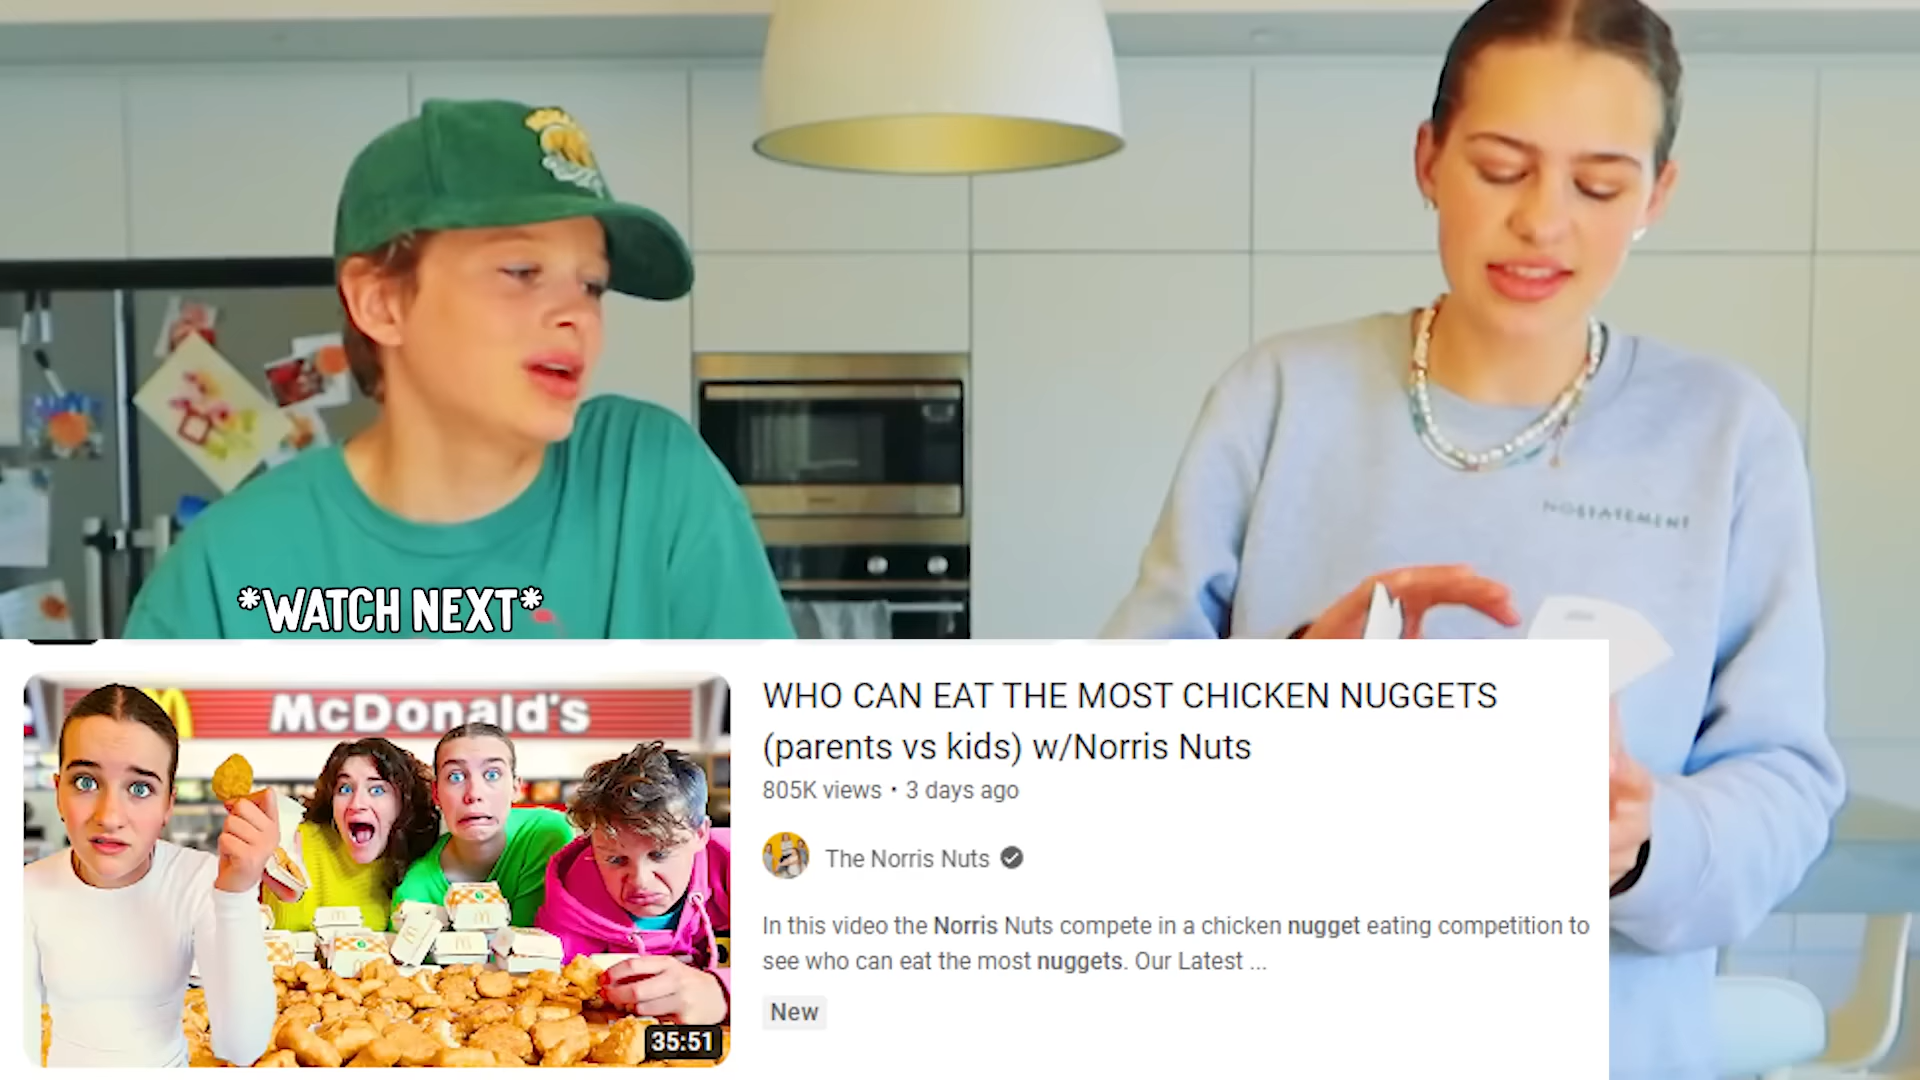 *WATCH NEXT*
McDonald's
WHO CAN EAT THE MOST CHICKEN NUGGETS
(parents vs kids) w/Norris Nuts
805K views • 3 days ago
The Norris Nuts
In this video the Norris Nuts compete in a chicken nugget eating competition to
see who can eat the most nuggets. Our Latest ...
New
35:51
NOSTATEMENT